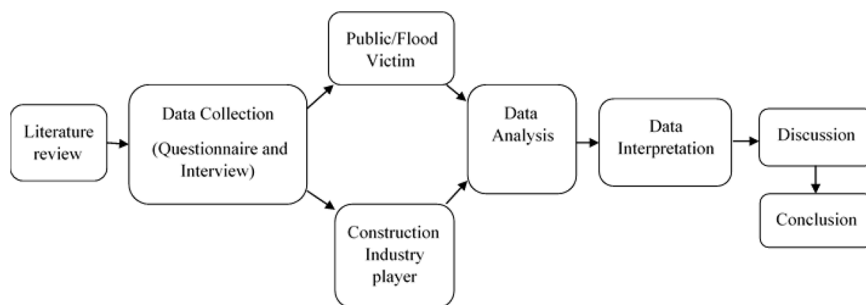 Literature
review
Data Collection
(Questionnaire and
Interview)
Public/Flood
Victim
Construction
Industry
player
Data
Analysis
Data
Interpretation
Discussion
Conclusion